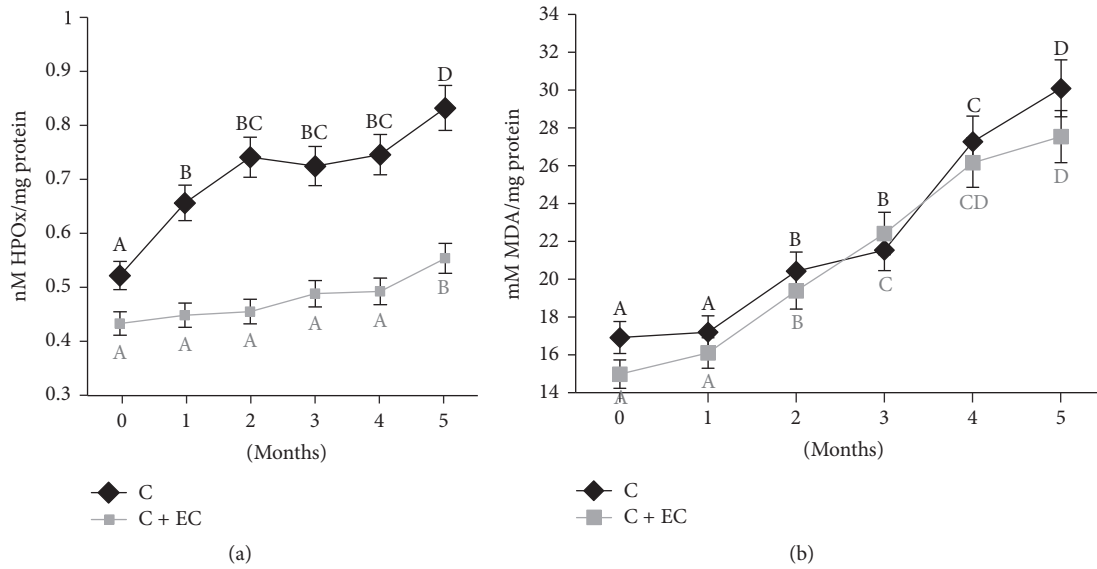 1
0.9
0.8
0.7
0.6
0.5
0.4
0.3
nM HPOx/mg protein
A
B
BC
BC
BC
D
A
A
A
A
A
B
0
1
2
3
4
5
(Months)
C
C + EC
(a)
34
32
30
28
26
24
22
20
18
16
14
mM MDA/mg protein
A
A
B
B
C
D
A
A
B
C
CD
D
0
1
2
3
4
5
(Months)
C
C + EC
(b)